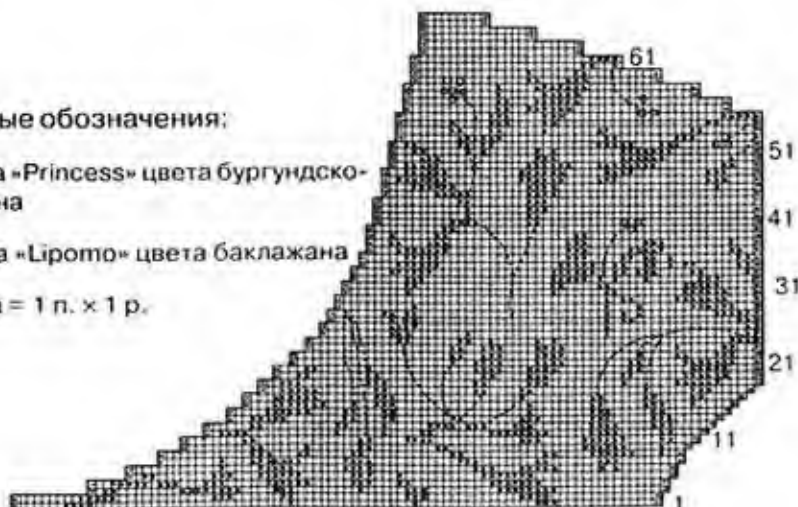 ые обозначения:
а «Princess» цвета бургундско-
на
а «Lipomo» цвета баклажана
= 1 п. × 1 р.
61
51
41
31
21
11
1